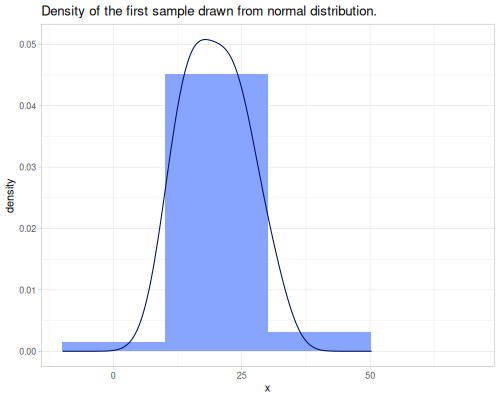 Density of the first sample drawn from normal distribution.
0.05
0.04
0.03
0.02
0.01
0.00
density
0 25 50
x